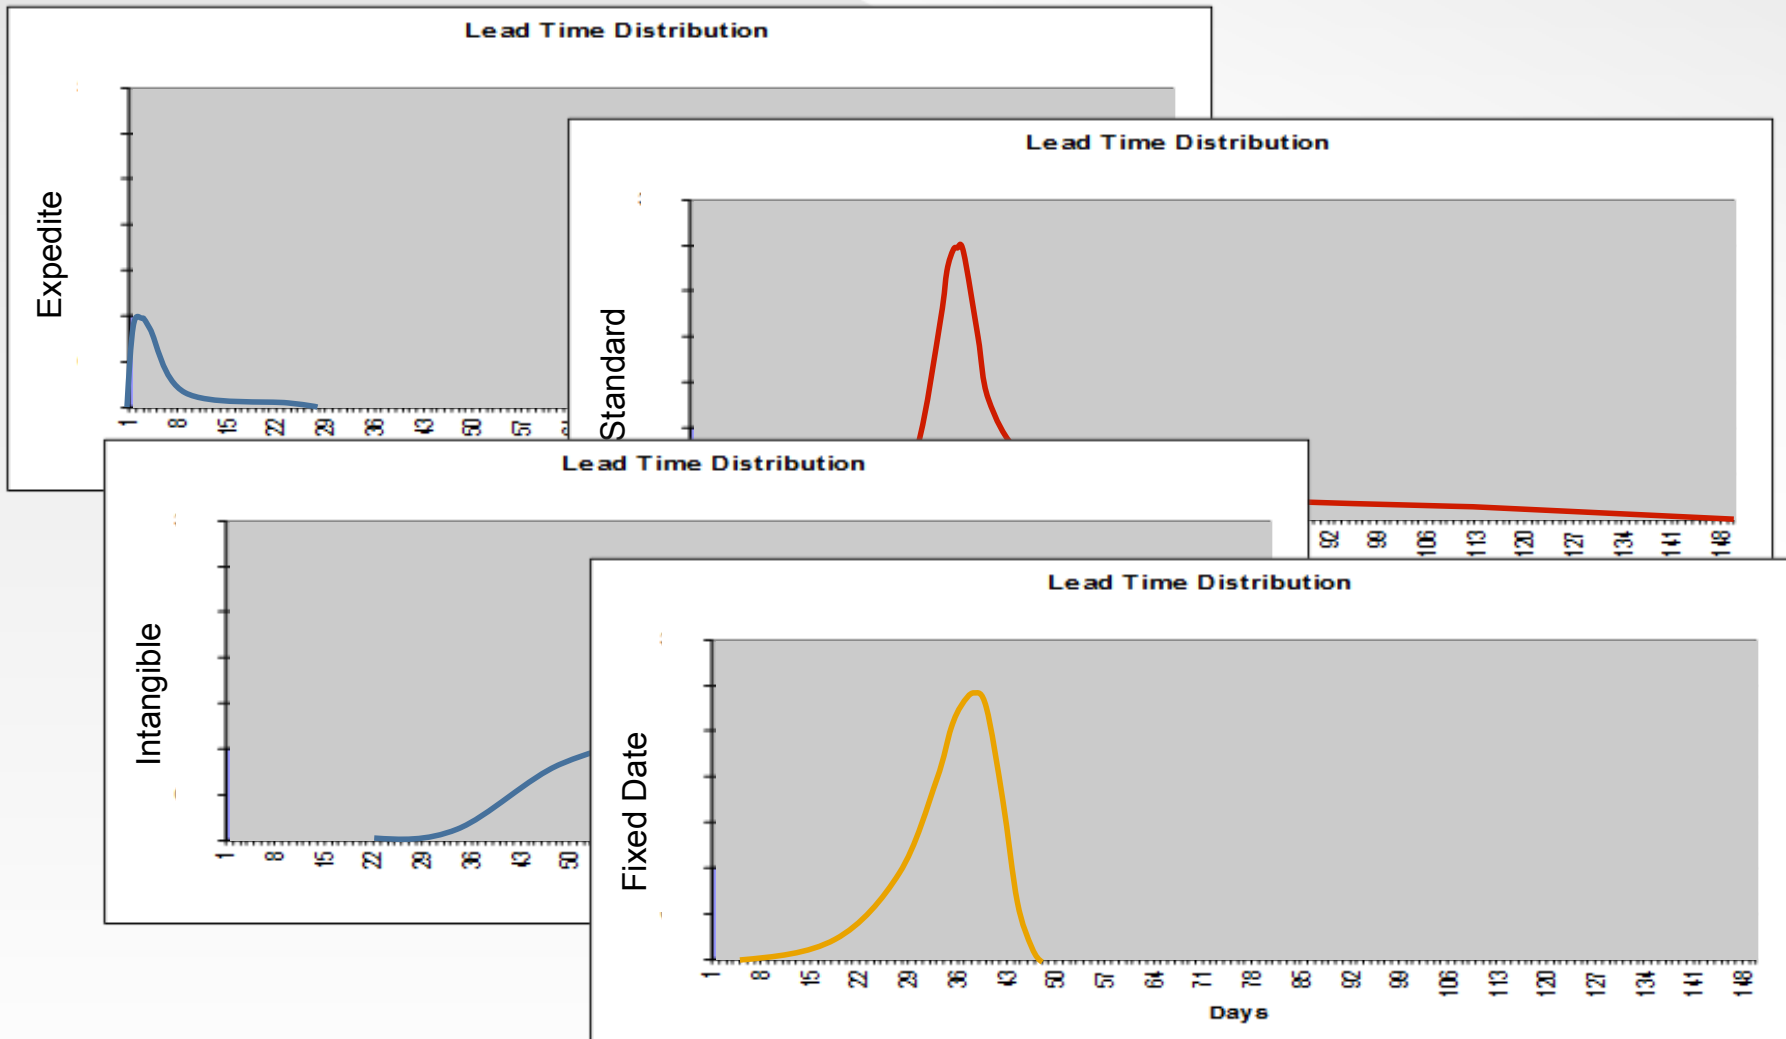 Lead Time Distribution
Expedite
1 8 15 22 29 36 43 50 57
Lead Time Distribution
Standard
92 99 106 113 120 127 134 141 148
Lead Time Distribution
Intangible
1 8 15 22 29 36 43 50
Lead Time Distribution
Fixed Date
1 8 15 22 29 36 43 50 57 64 71 78 85 92 99 106 113 120 127 134 141 148
Days